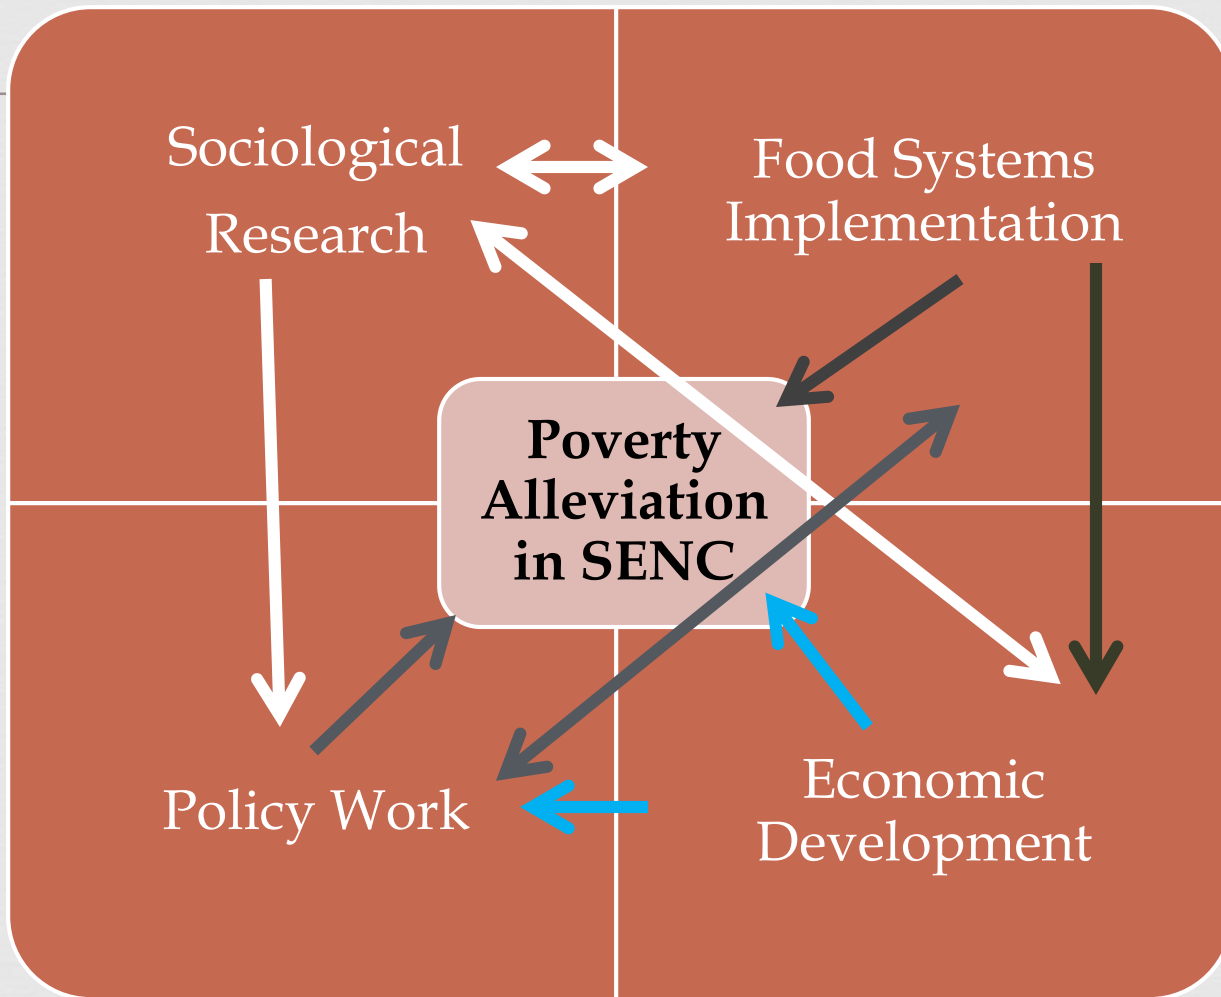 Sociological
Research
Food Systems
Implementation
Poverty
Alleviation
in SENC
Policy Work
Economic
Development